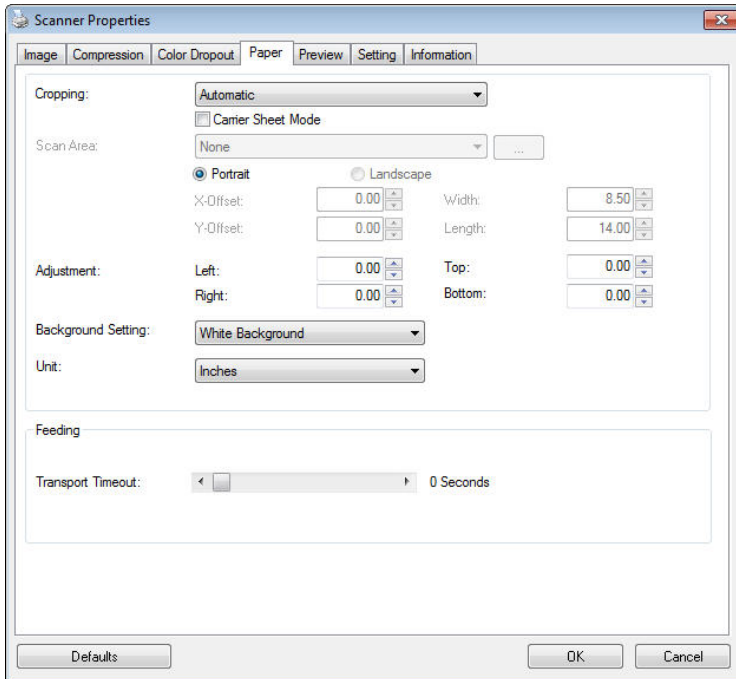 Scanner Properties
Image Compression Color Dropout Paper Preview Setting Information
Cropping: Automatic
Carrier Sheet Mode
Scan Area: None ...
Portrait Landscape
X-Offset: 0.00 Width: 8.50
Y-Offset: 0.00 Length: 14.00
Adjustment: Left: 0.00 Top: 0.00
Right: 0.00 Bottom: 0.00
Background Setting: White Background
Unit: Inches
Feeding
Transport Timeout: 0 Seconds
Defaults OK Cancel